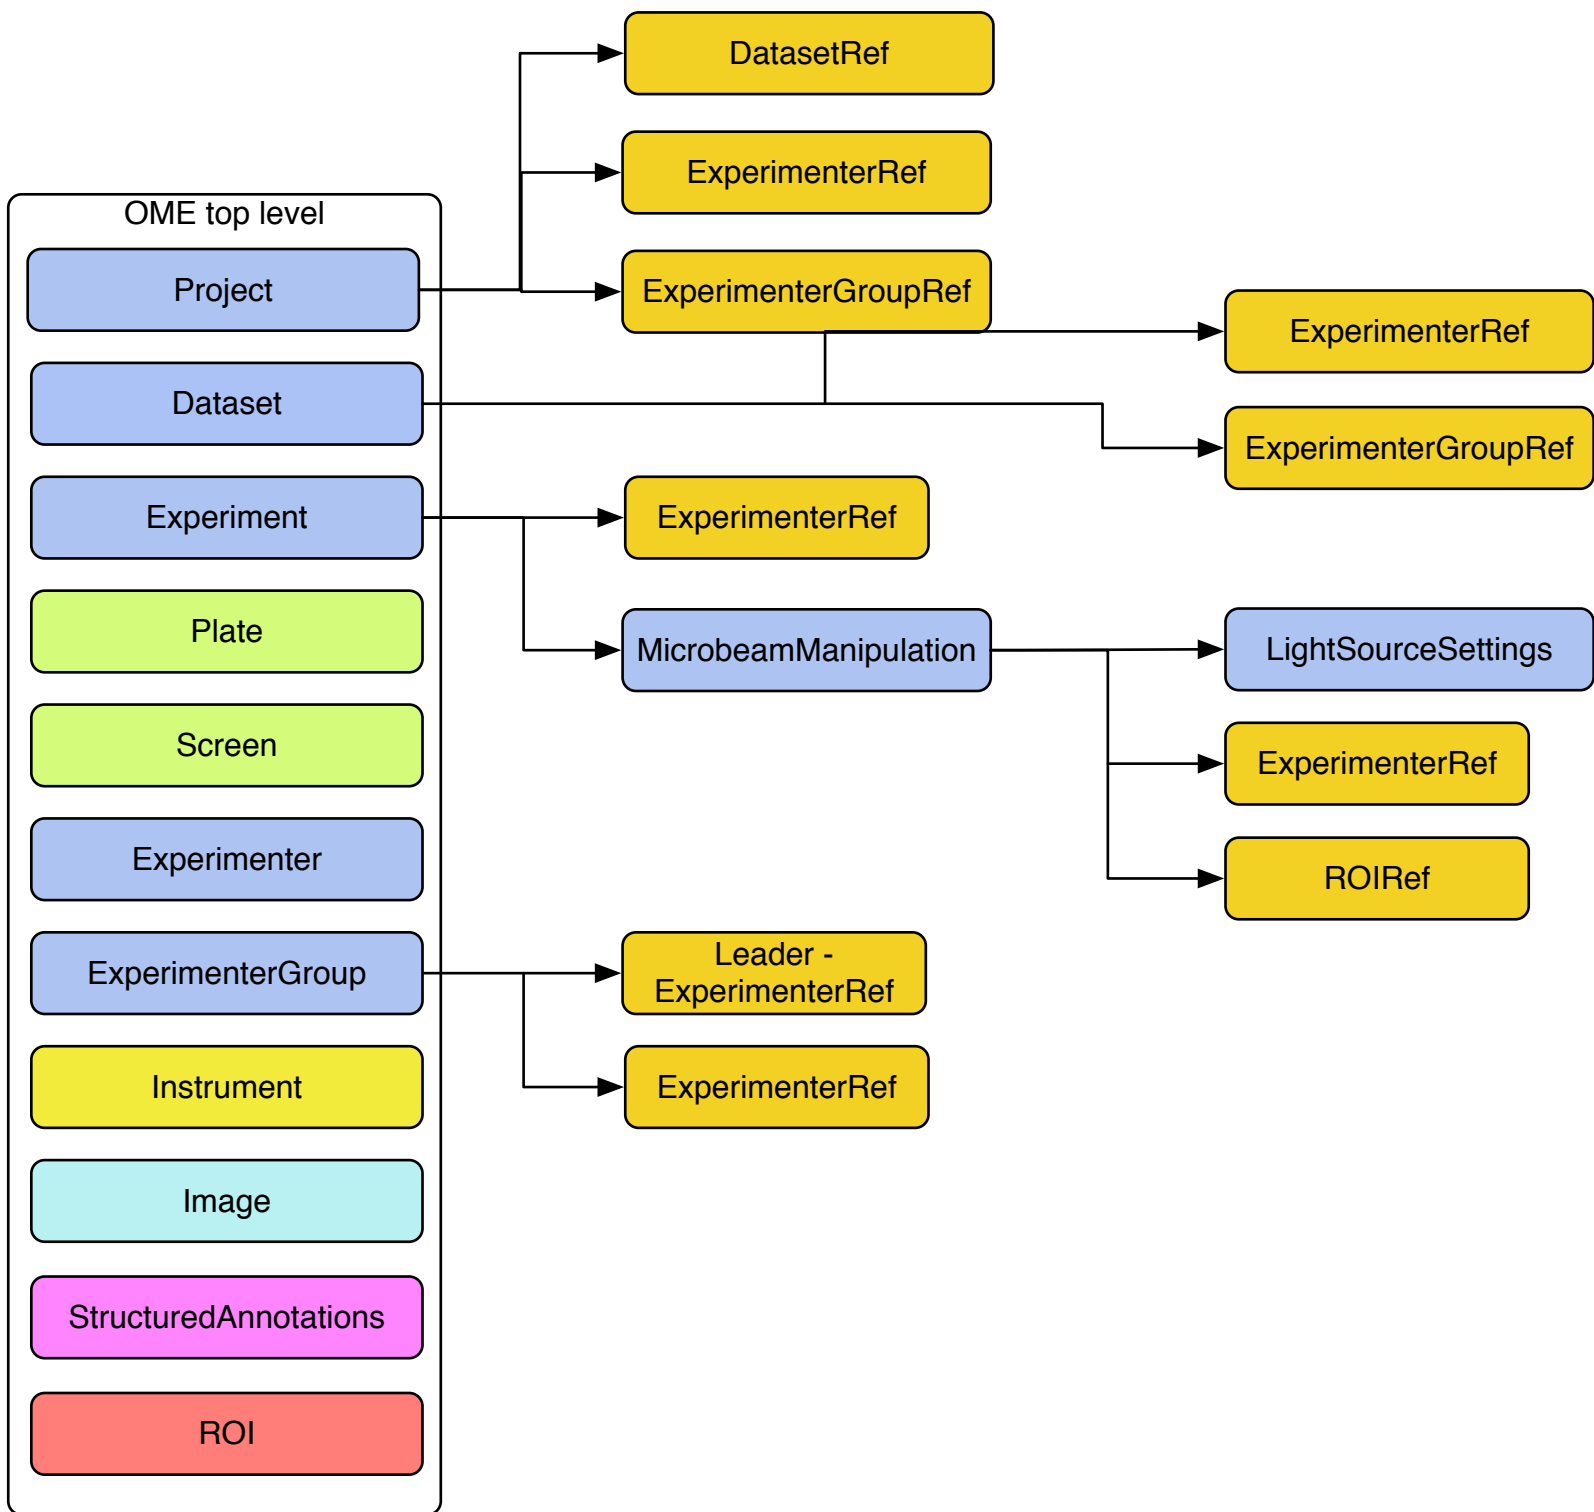 OME top level
Project
Dataset
Experiment
Plate
Screen
Experimenter
ExperimenterGroup
Instrument
Image
StructuredAnnotations
ROI
DatasetRef
ExperimenterRef
ExperimenterGroupRef
ExperimenterRef
MicrobeamManipulation
Leader -
ExperimenterRef
ExperimenterRef
ExperimenterRef
ExperimenterGroupRef
LightSourceSettings
ExperimenterRef
ROIRef